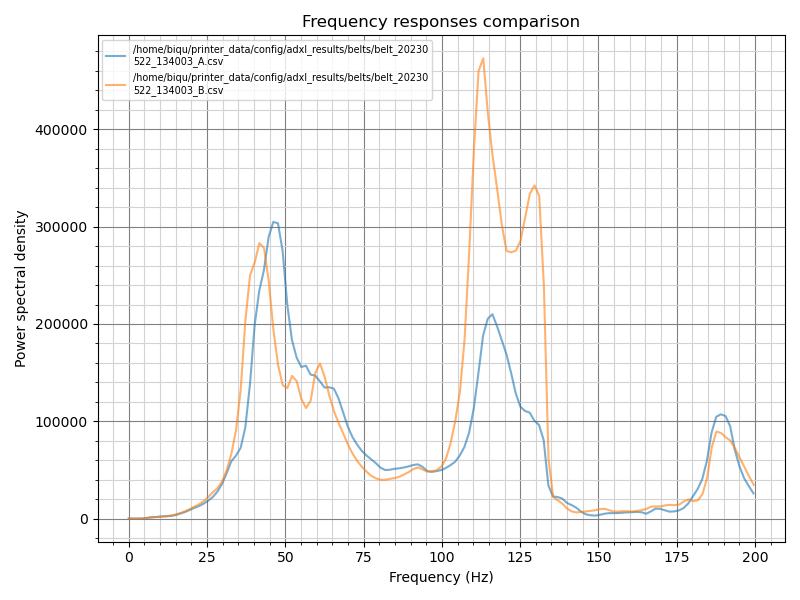 Frequency responses comparison
/home/biqu/printer_data/config/adxl_results/belts/belt_20230
522_134003_A.csv
/home/biqu/printer_data/config/adxl_results/belts/belt_20230
522_134003_B.csv
400000
300000
200000
100000
0
Power spectral density
0 25 50 75 100 125 150 175 200
Frequency (Hz)